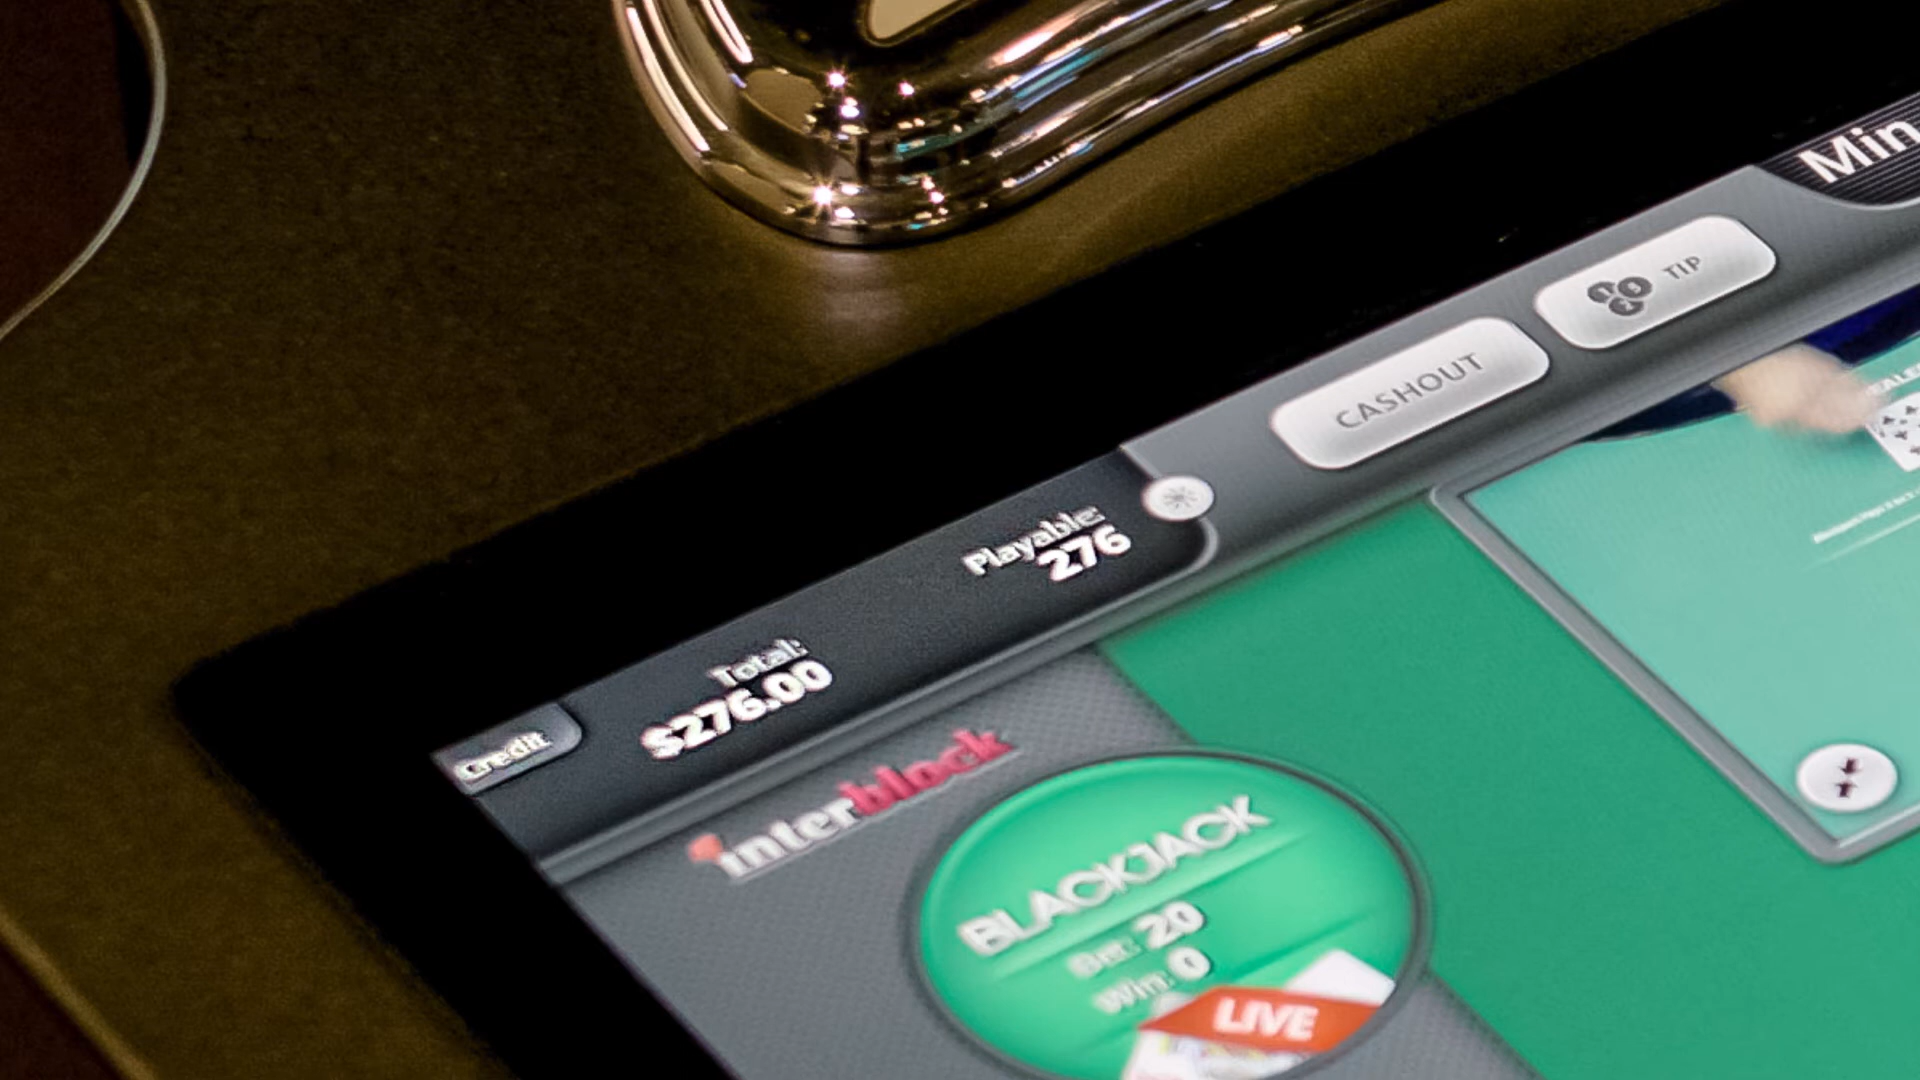 Min
TIP
CASHOUT
Playable:
276
Total:
$276.00
Credit
interblock
BLACKJACK
Bet: 20
Win: 0
LIVE